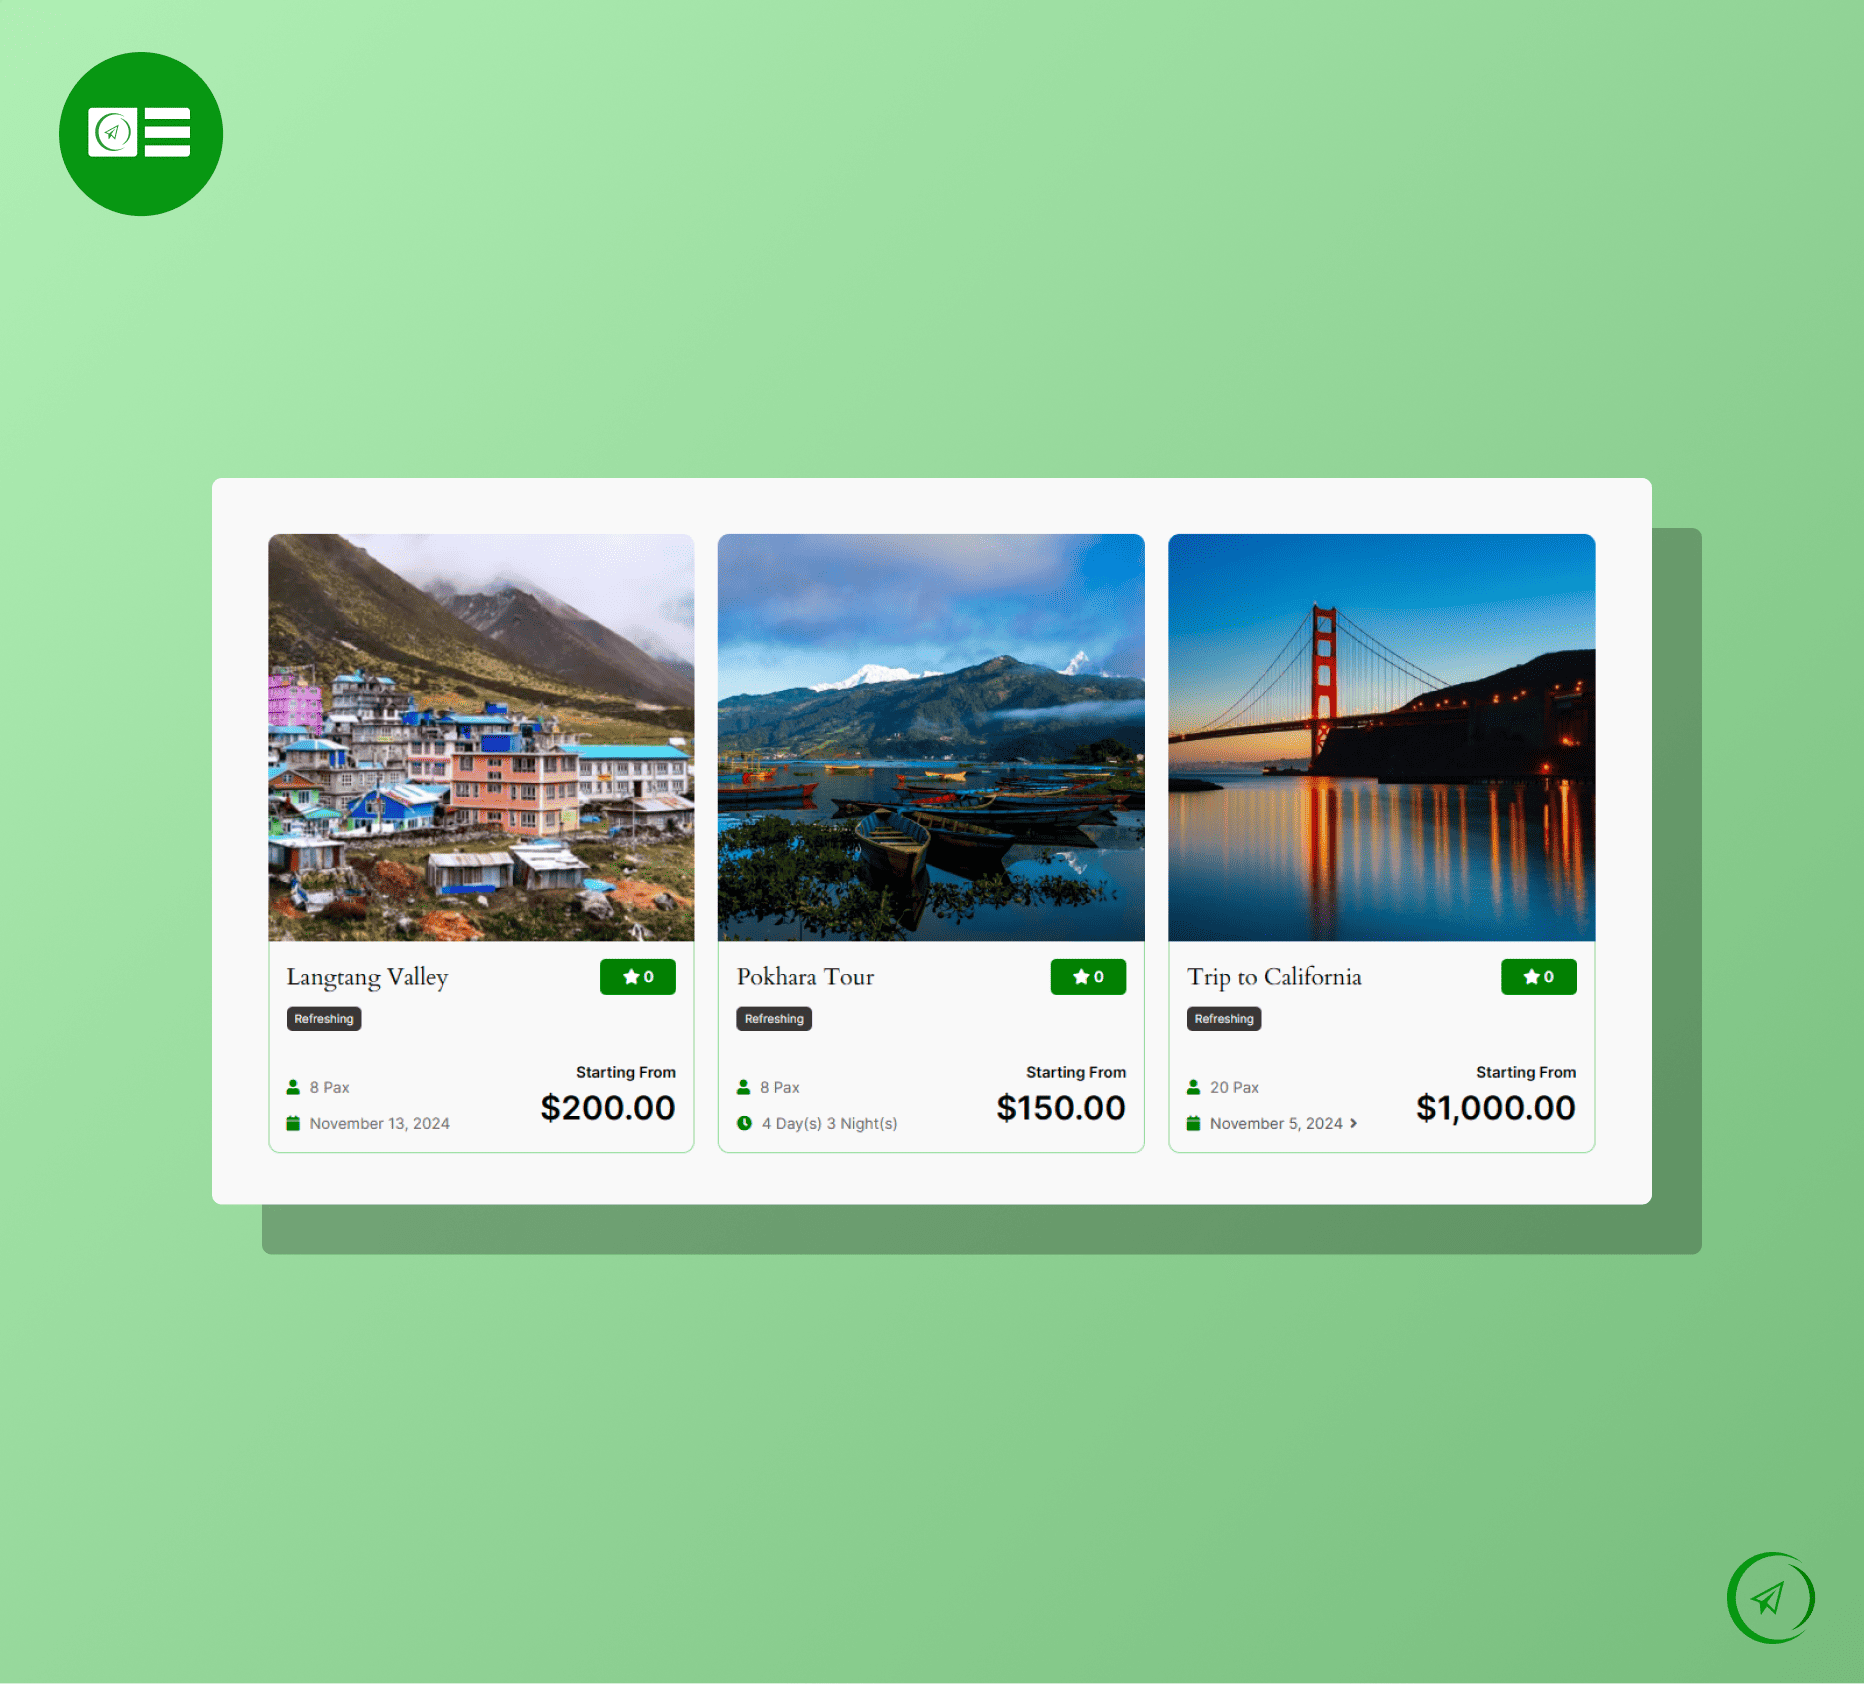 Langtang Valley
0
Refreshing
8 Pax
November 13, 2024
Starting From
$200.00
Pokhara Tour
0
Refreshing
8 Pax
4 Day(s) 3 Night(s)
Starting From
$150.00
Trip to California
0
Refreshing
20 Pax
November 5, 2024
Starting From
$1,000.00